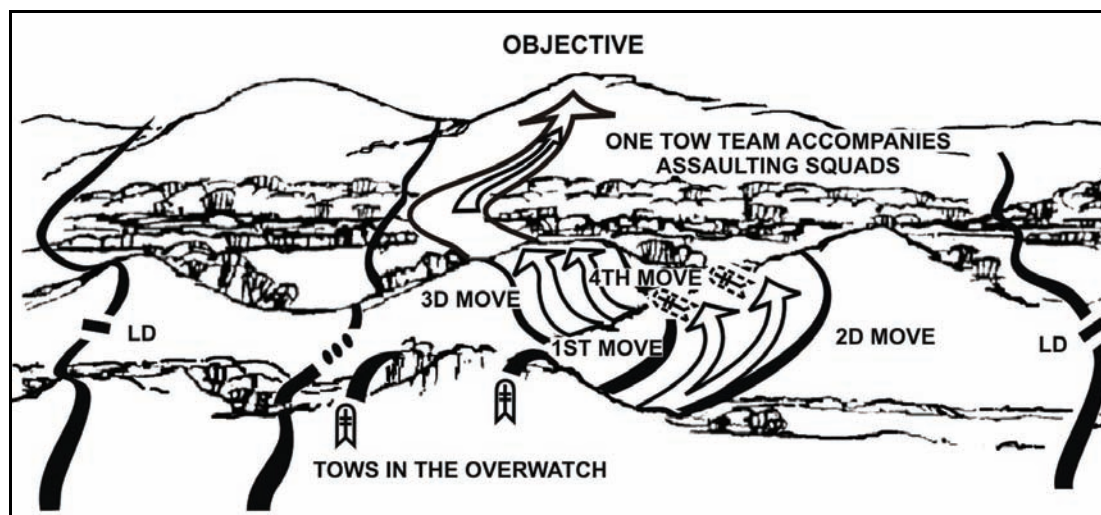 OBJECTIVE
ONE TOW TEAM ACCOMPANIES
ASSAULTING SQUADS
4TH MOVE
3D MOVE
LD
1ST MOVE
2D MOVE
LD
TOWS IN THE OVERWATCH